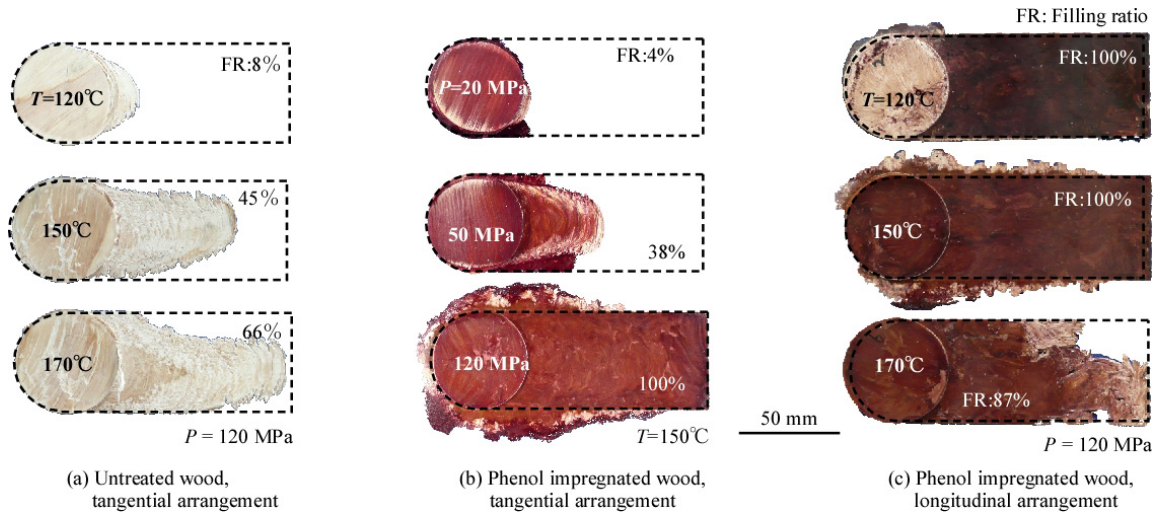 FR:8%
T=120℃
45%
150℃
66%
170℃
P = 120 MPa
(a) Untreated wood,
tangential arrangement
FR:4%
P=20 MPa
50 MPa
38%
120 MPa
100%
T=150℃
(b) Phenol impregnated wood,
tangential arrangement
50 mm
FR: Filling ratio
FR:100%
T=120℃
FR:100%
150℃
170℃
FR:87%
P = 120 MPa
(c) Phenol impregnated wood,
longitudinal arrangement